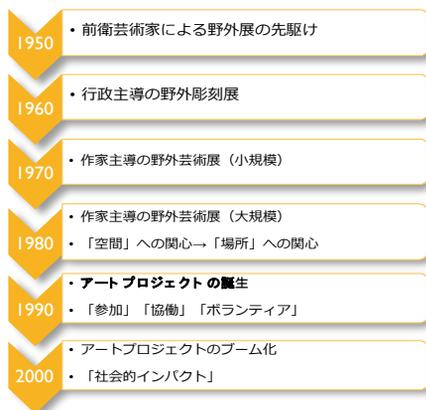 1950
・前衛芸術家による野外展の先駆け
1960
・行政主導の野外彫刻展
1970
・作家主導の野外芸術展（小規模）
1980
・作家主導の野外芸術展（大規模）
・「空間」への関心→「場所」への関心
1990
・アートプロジェクトの誕生
・「参加」「協働」「ボランティア」
2000
・アートプロジェクトのブーム化
・「社会的インパクト」